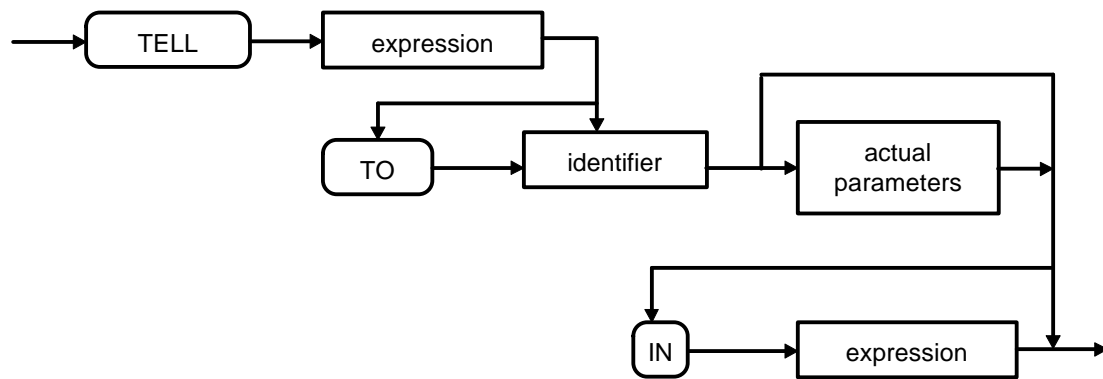 TELL
expression
TO
identifier
actual
parameters
IN
expression